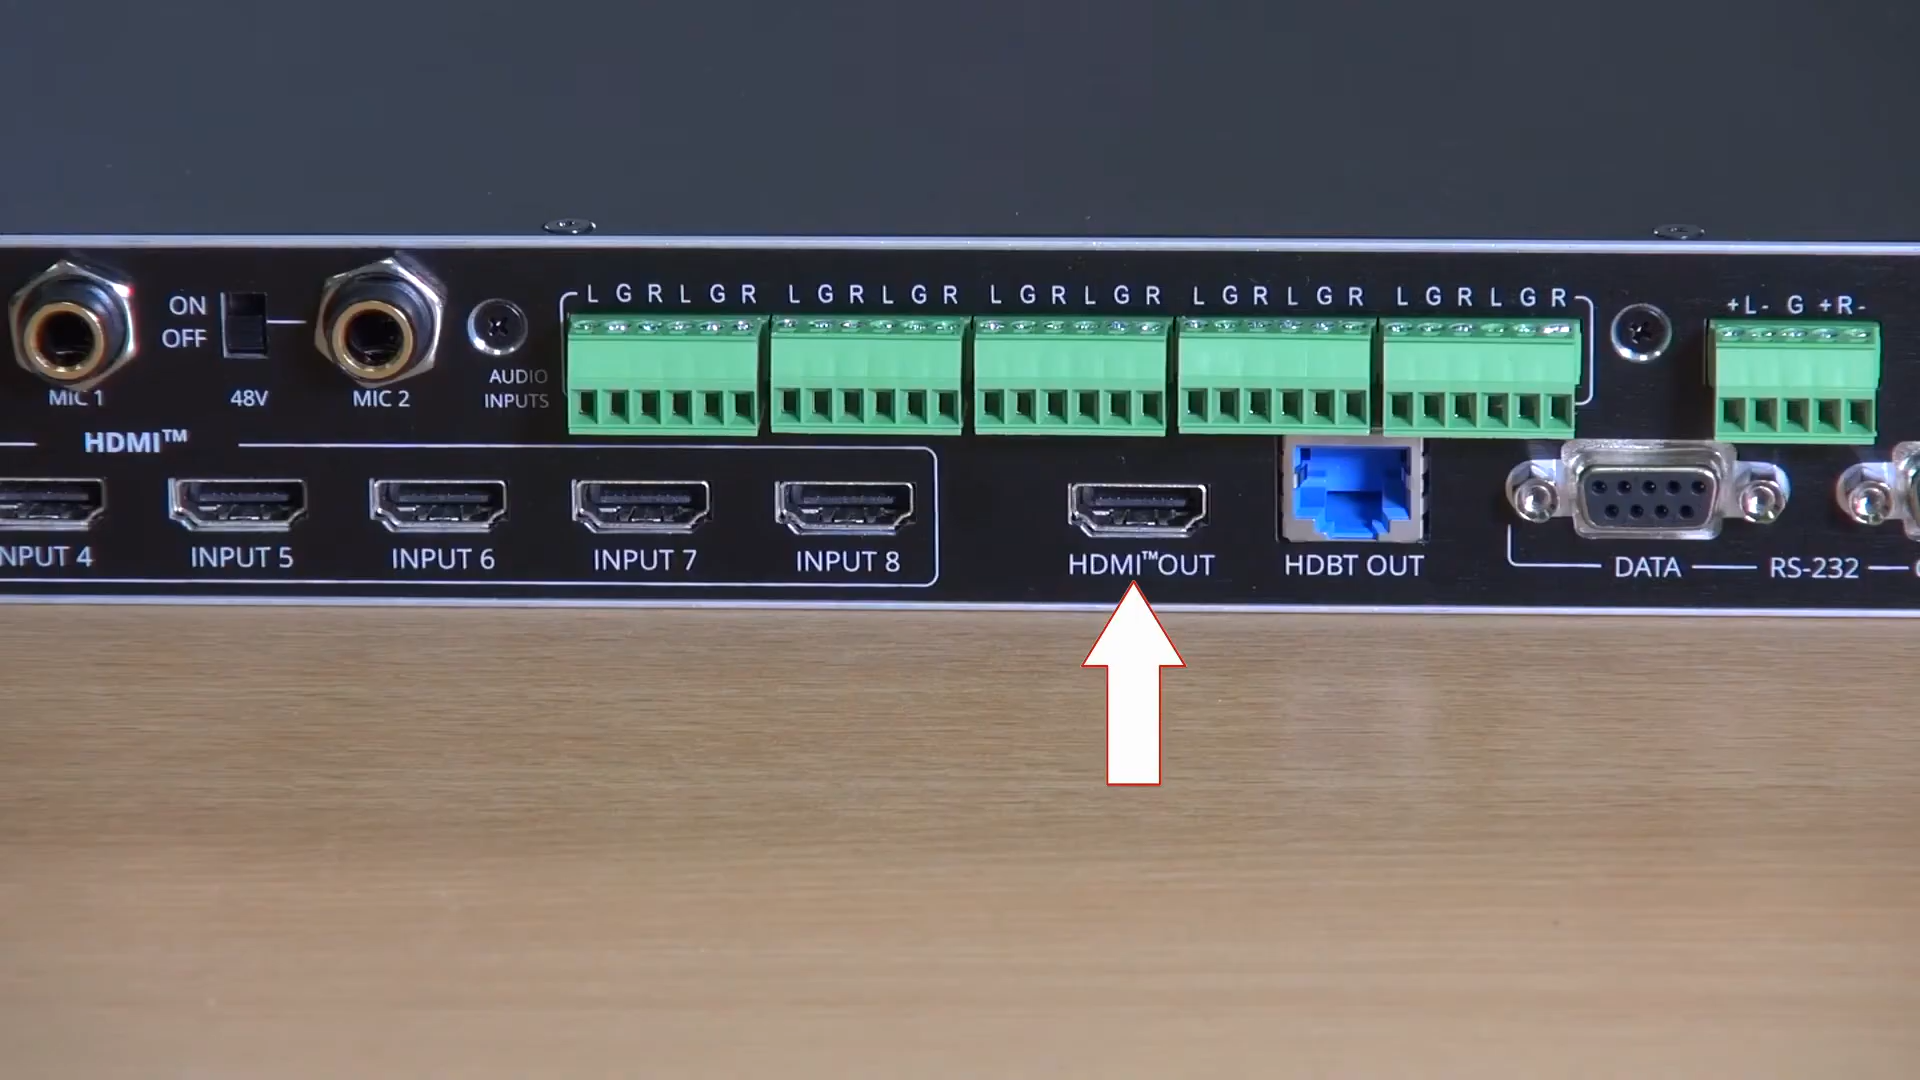 L G R L G R
L G R L G R
L G R L G R
L G R L G R
L G R L G R
+L- G +R-
ON
OFF
48V
MIC 1
MIC 2
AUDIO
INPUTS
HDMI™
INPUT 4
INPUT 5
INPUT 6
INPUT 7
INPUT 8
HDMI™OUT
HDBT OUT
DATA
RS-232